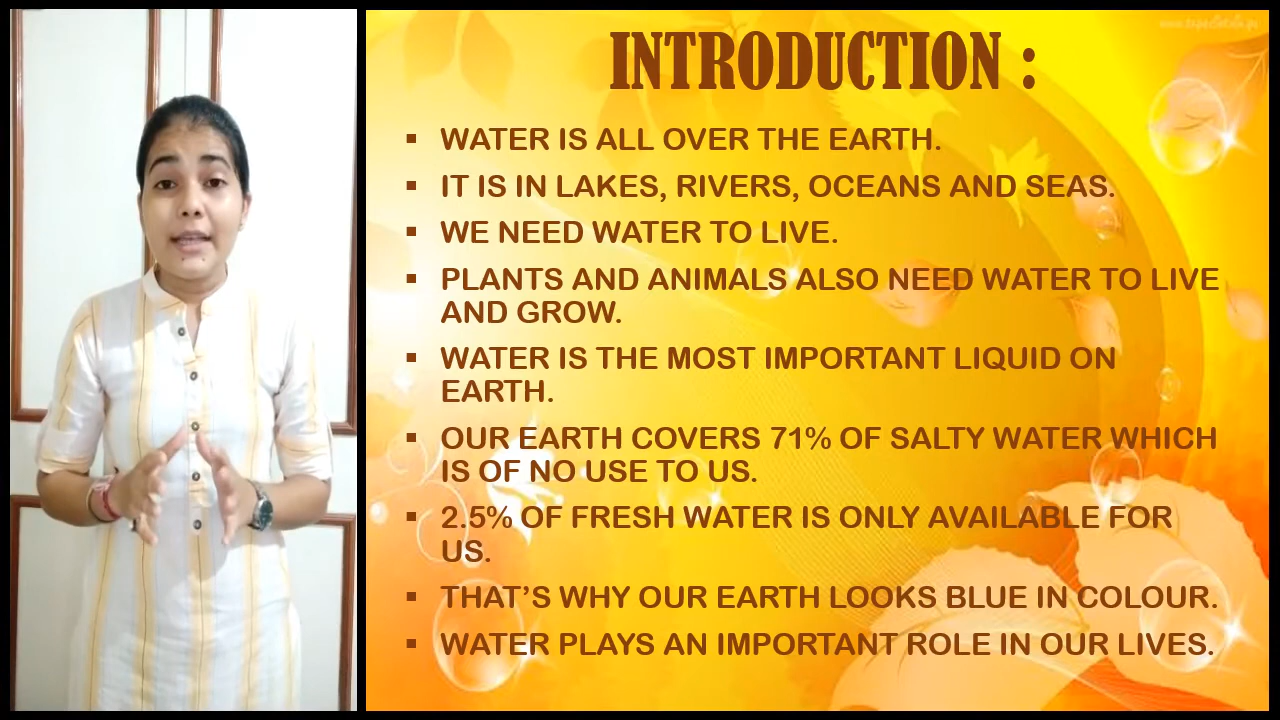 INTRODUCTION :
▪ WATER IS ALL OVER THE EARTH.
▪ IT IS IN LAKES, RIVERS, OCEANS AND SEAS.
▪ WE NEED WATER TO LIVE.
▪ PLANTS AND ANIMALS ALSO NEED WATER TO LIVE
AND GROW.
▪ WATER IS THE MOST IMPORTANT LIQUID ON
EARTH.
▪ OUR EARTH COVERS 71% OF SALTY WATER WHICH
IS OF NO USE TO US.
▪ 2.5% OF FRESH WATER IS ONLY AVAILABLE FOR
US.
▪ THAT’S WHY OUR EARTH LOOKS BLUE IN COLOUR.
▪ WATER PLAYS AN IMPORTANT ROLE IN OUR LIVES.